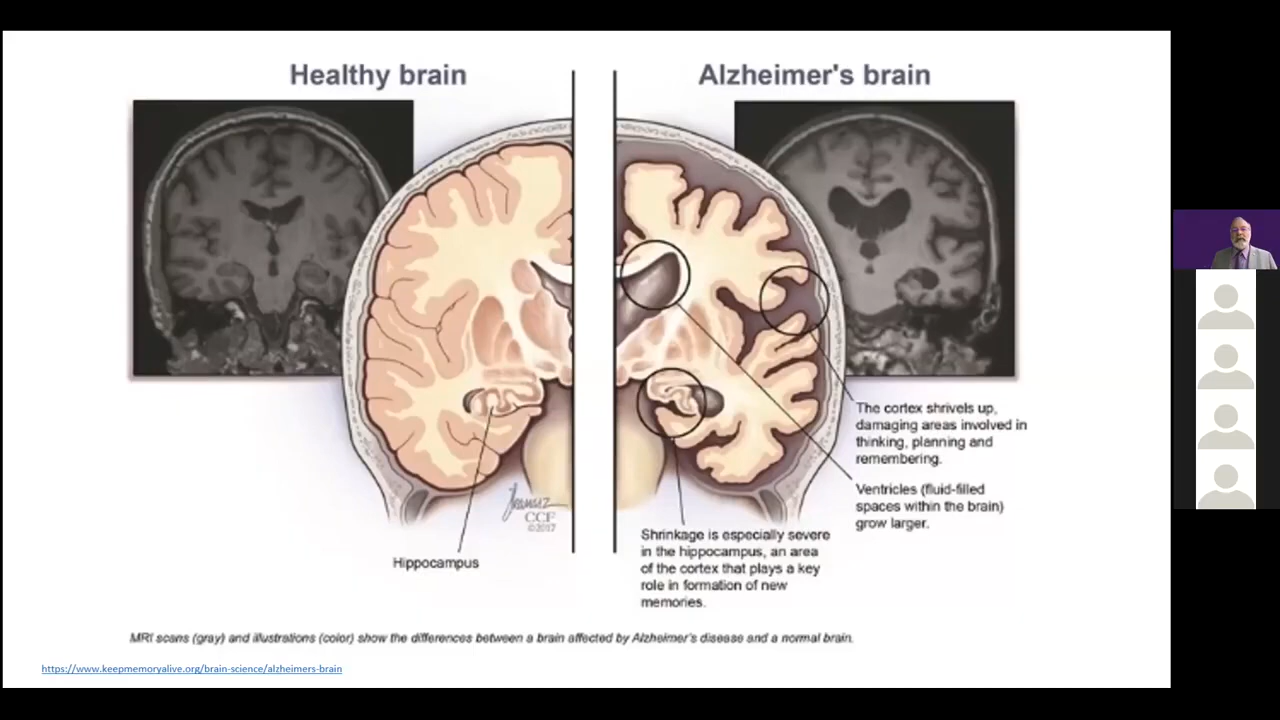 Healthy brain
Alzheimer's brain
The cortex shrivels up,
damaging areas involved in
thinking, planning and
remembering.
Ventricles (fluid-filled
spaces within the brain)
grow larger.
CCF
©2017
Hippocampus
Shrinkage is especially severe
in the hippocampus, an area
of the cortex that plays a key
role in formation of new
memories.
MRI scans (gray) and illustrations (color) show the differences between a brain affected by Alzheimer's disease and a normal brain.
https://www.keepmemoryalive.org/brain-science/alzheimers-brain